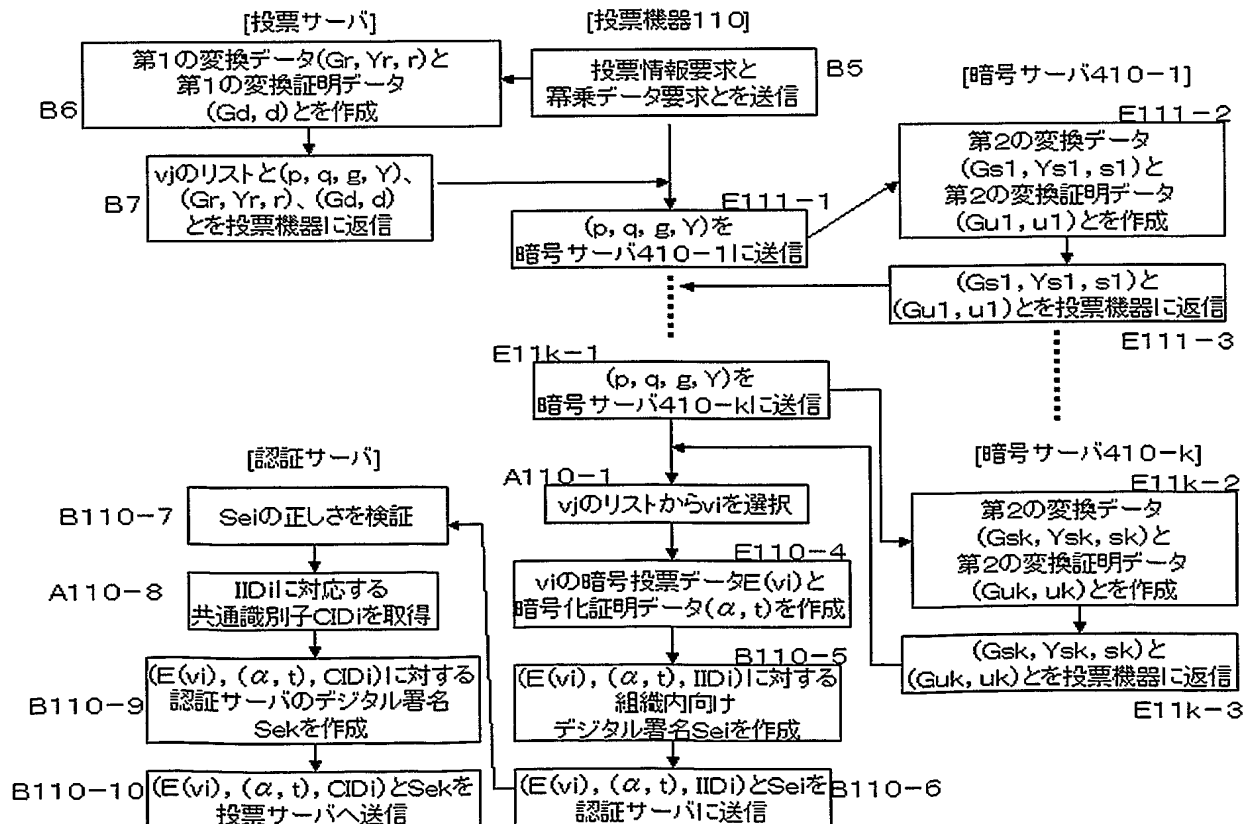 [投票サーバ]
第1の変換データ(Gr, Yr, r)と
第1の変換証明データ
(Gd, d)とを作成
B6
vjのリストと(p, q, g, Y)、
(Gr, Yr, r)、(Gd, d)
とを投票機器に返信
B7
[投票機器110]
投票情報要求と
冪乗データ要求とを送信
B5
E111-1
(p, q, g, Y)を
暗号サーバ410-1に送信
[暗号サーバ410-1]
E111-2
第2の変換データ
(Gs1, Ys1, s1)と
第2の変換証明データ
(Gu1, u1)とを作成
(Gs1, Ys1, s1)と
(Gu1, u1)とを投票機器に返信
E111-3
E11k-1
(p, q, g, Y)を
暗号サーバ410-kに送信
[暗号サーバ410-k]
E11k-2
第2の変換データ
(Gsk, Ysk, sk)と
第2の変換証明データ
(Guk, uk)とを作成
(Gsk, Ysk, sk)と
(Guk, uk)とを投票機器に返信
E11k-3
A110-1
vjのリストからviを選択
E110-4
viの暗号投票データE(vi)と
暗号化証明データ(α, t)を作成
B110-5
(E(vi), (α, t), IIDi)に対する
組織内向け
デジタル署名Seiを作成
(E(vi), (α, t), IIDi)とSeiを
認証サーバに送信
B110-6
[認証サーバ]
B110-7
Seiの正しさを検証
A110-8
IIDiに対応する
共通識別子CIDiを取得
B110-9
(E(vi), (α, t), CIDi)に対する
認証サーバのデジタル署名
Sekを作成
B110-10
(E(vi), (α, t), CIDi)とSekを
投票サーバへ送信